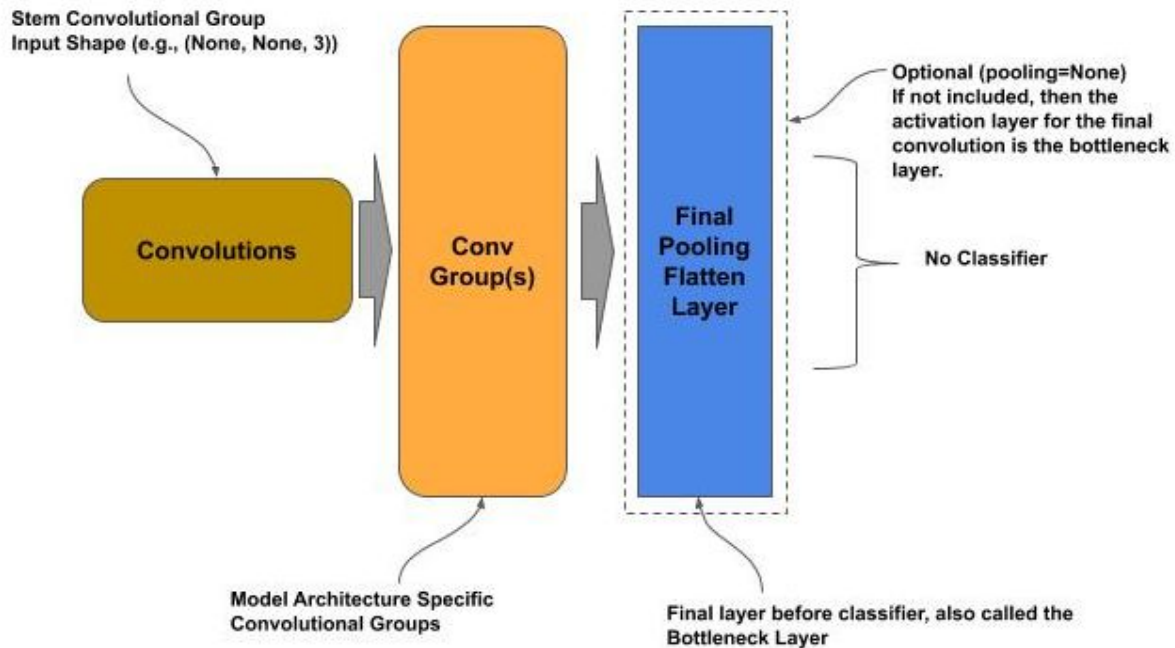 Stem Convolutional Group
Input Shape (e.g., (None, None, 3))
Optional (pooling=None)
If not included, then the
activation layer for the final
convolution is the bottleneck
layer.
Convolutions
Conv
Group(s)
Final
Pooling
Flatten
Layer
No Classifier
Model Architecture Specific
Convolutional Groups
Final layer before classifier, also called the
Bottleneck Layer